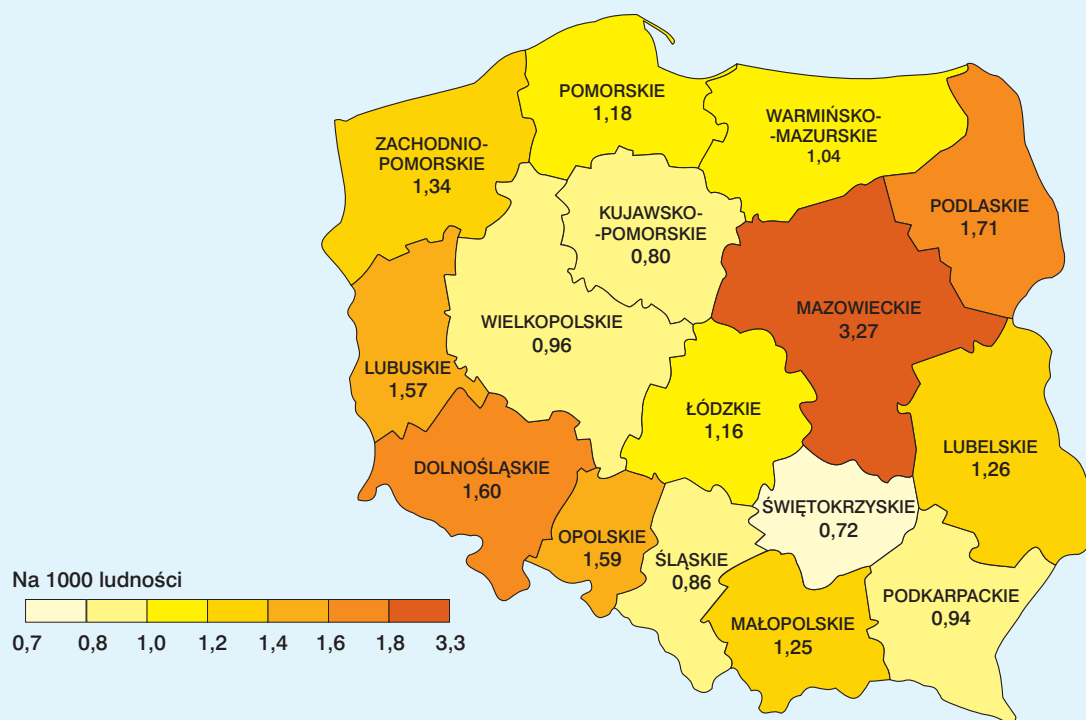 POMORSKIE
1,18
WARMIŃSKO-
-MAZURSKIE
1,04
ZACHODNIO-
POMORSKIE
1,34
PODLASKIE
1,71
KUJAWSKO-
-POMORSKIE
0,80
MAZOWIECKIE
3,27
WIELKOPOLSKIE
0,96
LUBUSKIE
1,57
ŁÓDZKIE
1,16
LUBELSKIE
1,26
DOLNOŚLĄSKIE
1,60
ŚWIĘTOKRZYSKIE
0,72
OPOLSKIE
1,59
ŚLĄSKIE
0,86
PODKARPACKIE
0,94
MAŁOPOLSKIE
1,25
Na 1000 ludności
0,7 0,8 1,0 1,2 1,4 1,6 1,8 3,3